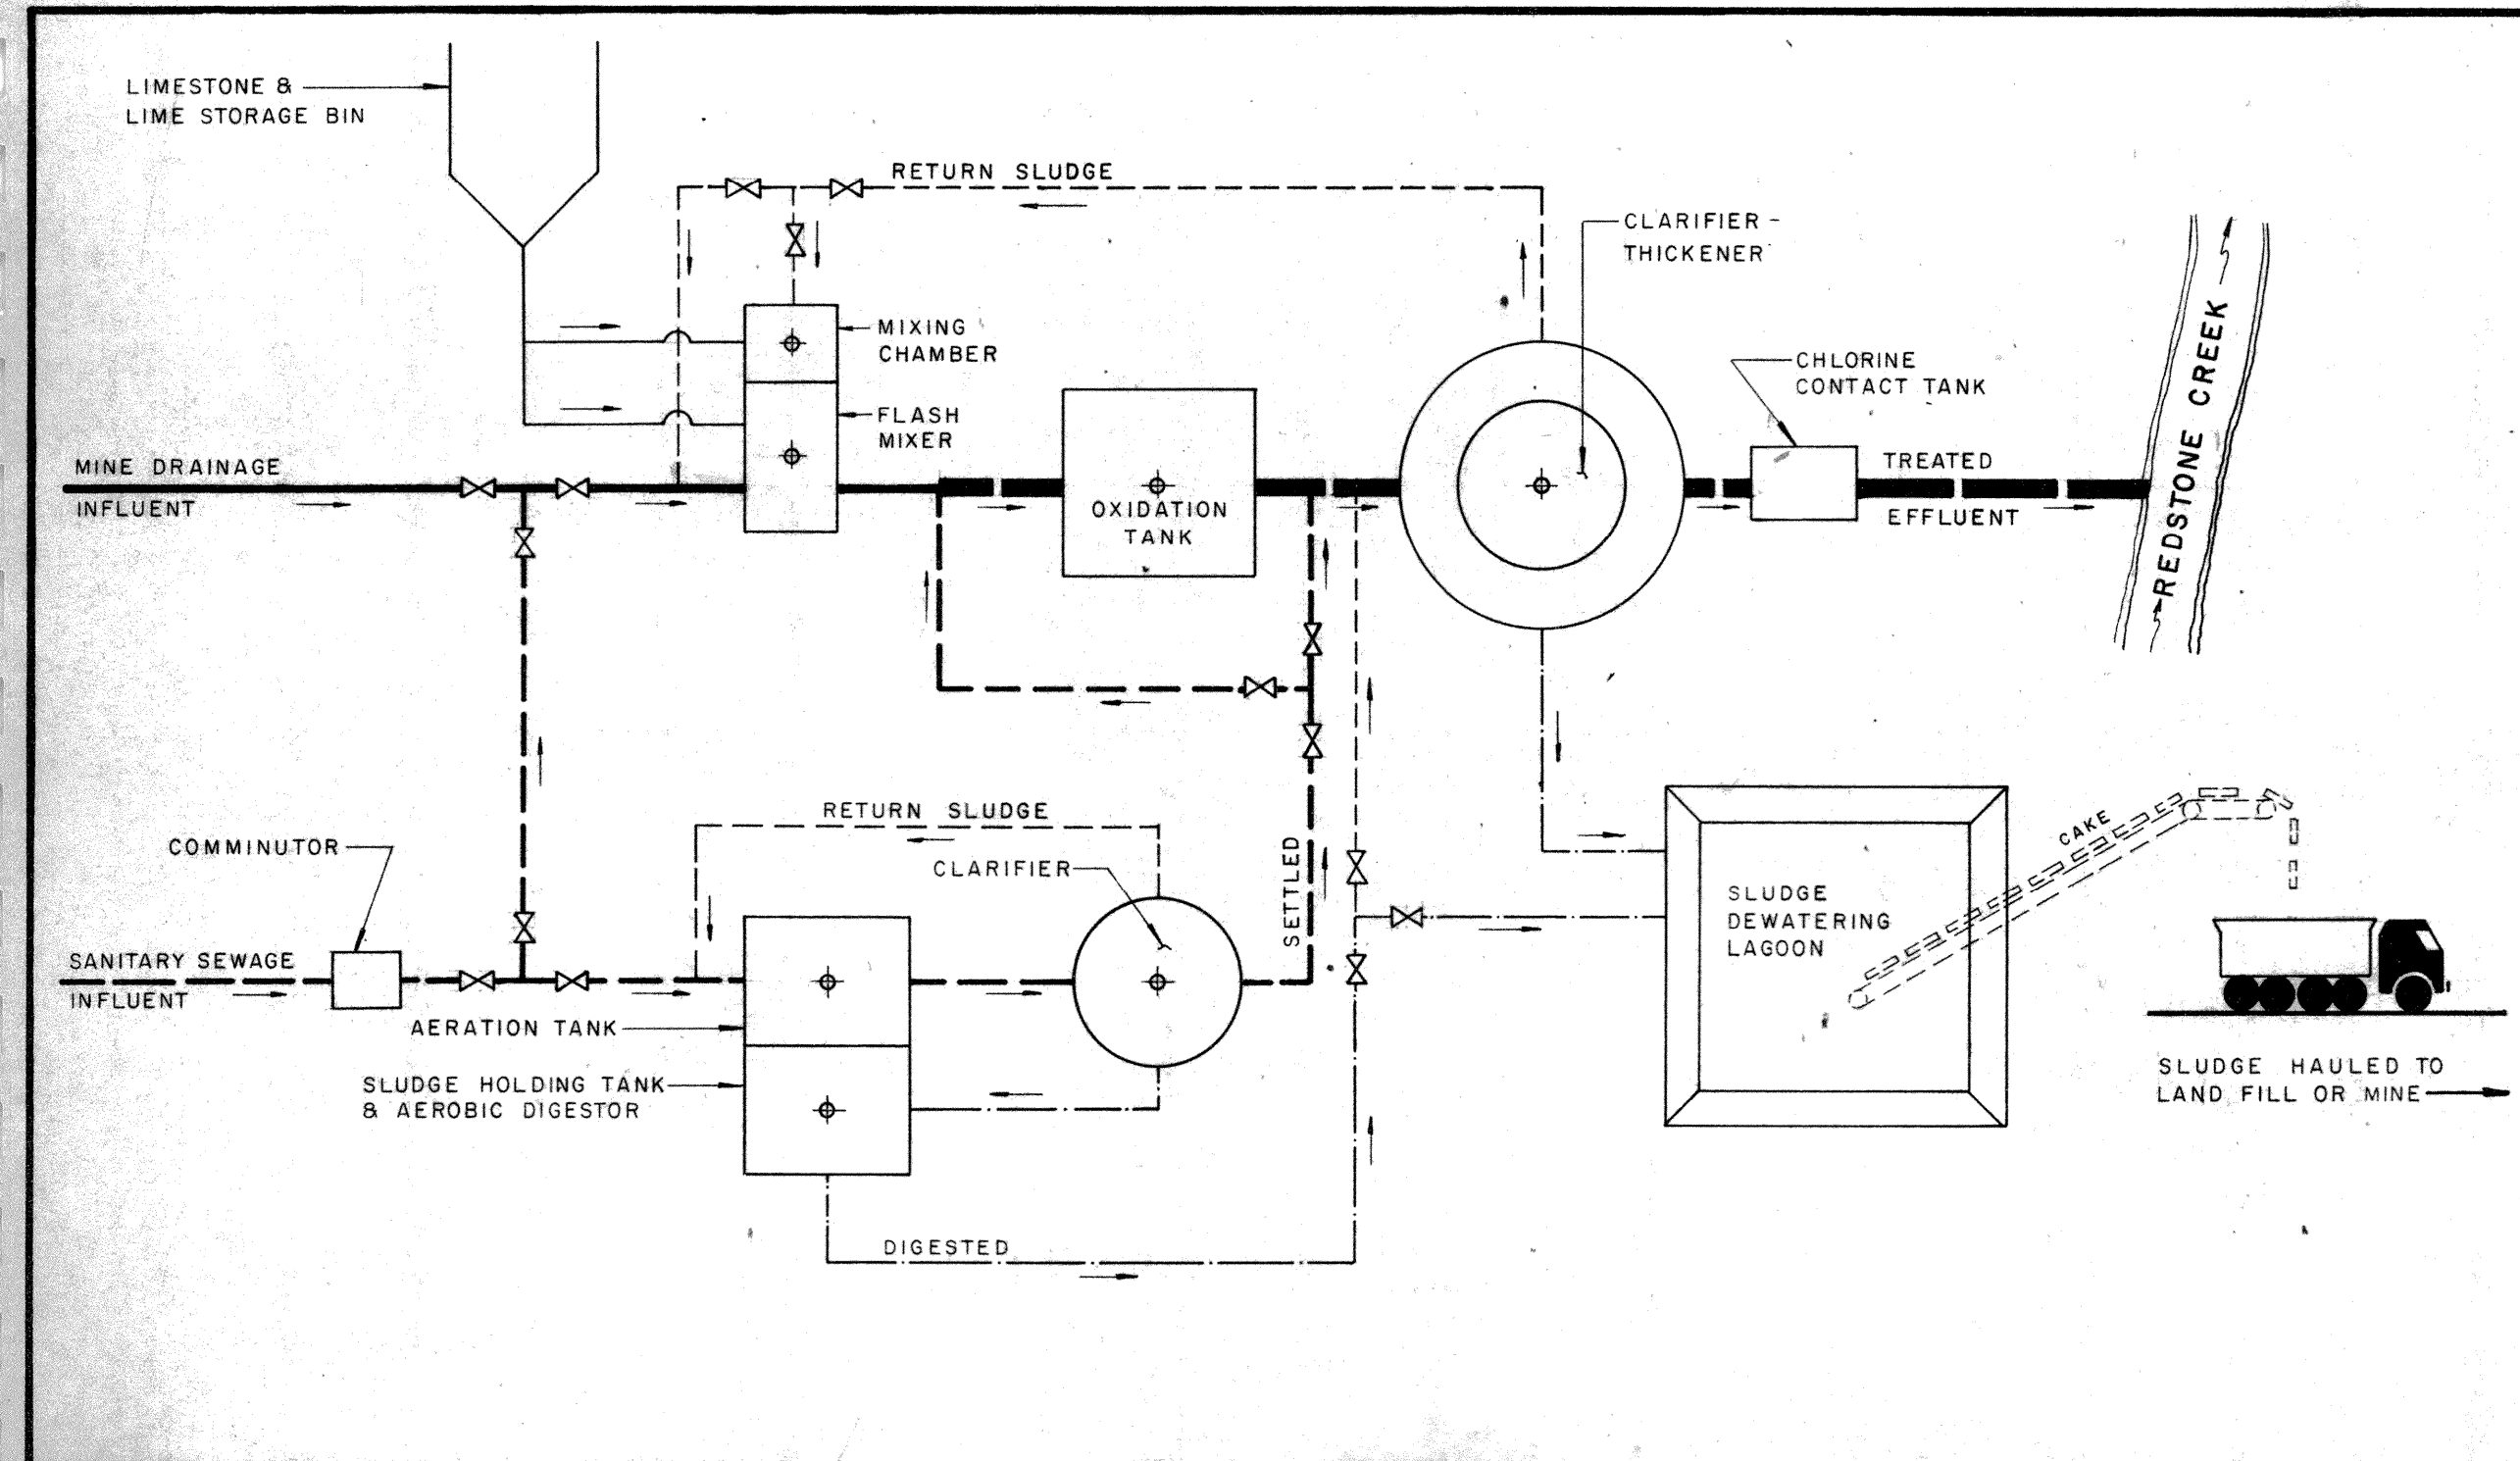 LIMESTONE &
LIME STORAGE BIN
RETURN SLUDGE
CLARIFIER -
THICKENER
MIXING
CHAMBER
FLASH
MIXER
CHLORINE
CONTACT TANK
MINE DRAINAGE
INFLUENT
OXIDATION
TANK
TREATED
EFFLUENT
REDSTONE CREEK
RETURN SLUDGE
COMMINUTOR
CLARIFIER
SETTLED
CAKE
SLUDGE
DEWATERING
LAGOON
SANITARY SEWAGE
INFLUENT
AERATION TANK
SLUDGE HOLDING TANK
& AEROBIC DIGESTOR
SLUDGE HAULED TO
LAND FILL OR MINE
DIGESTED